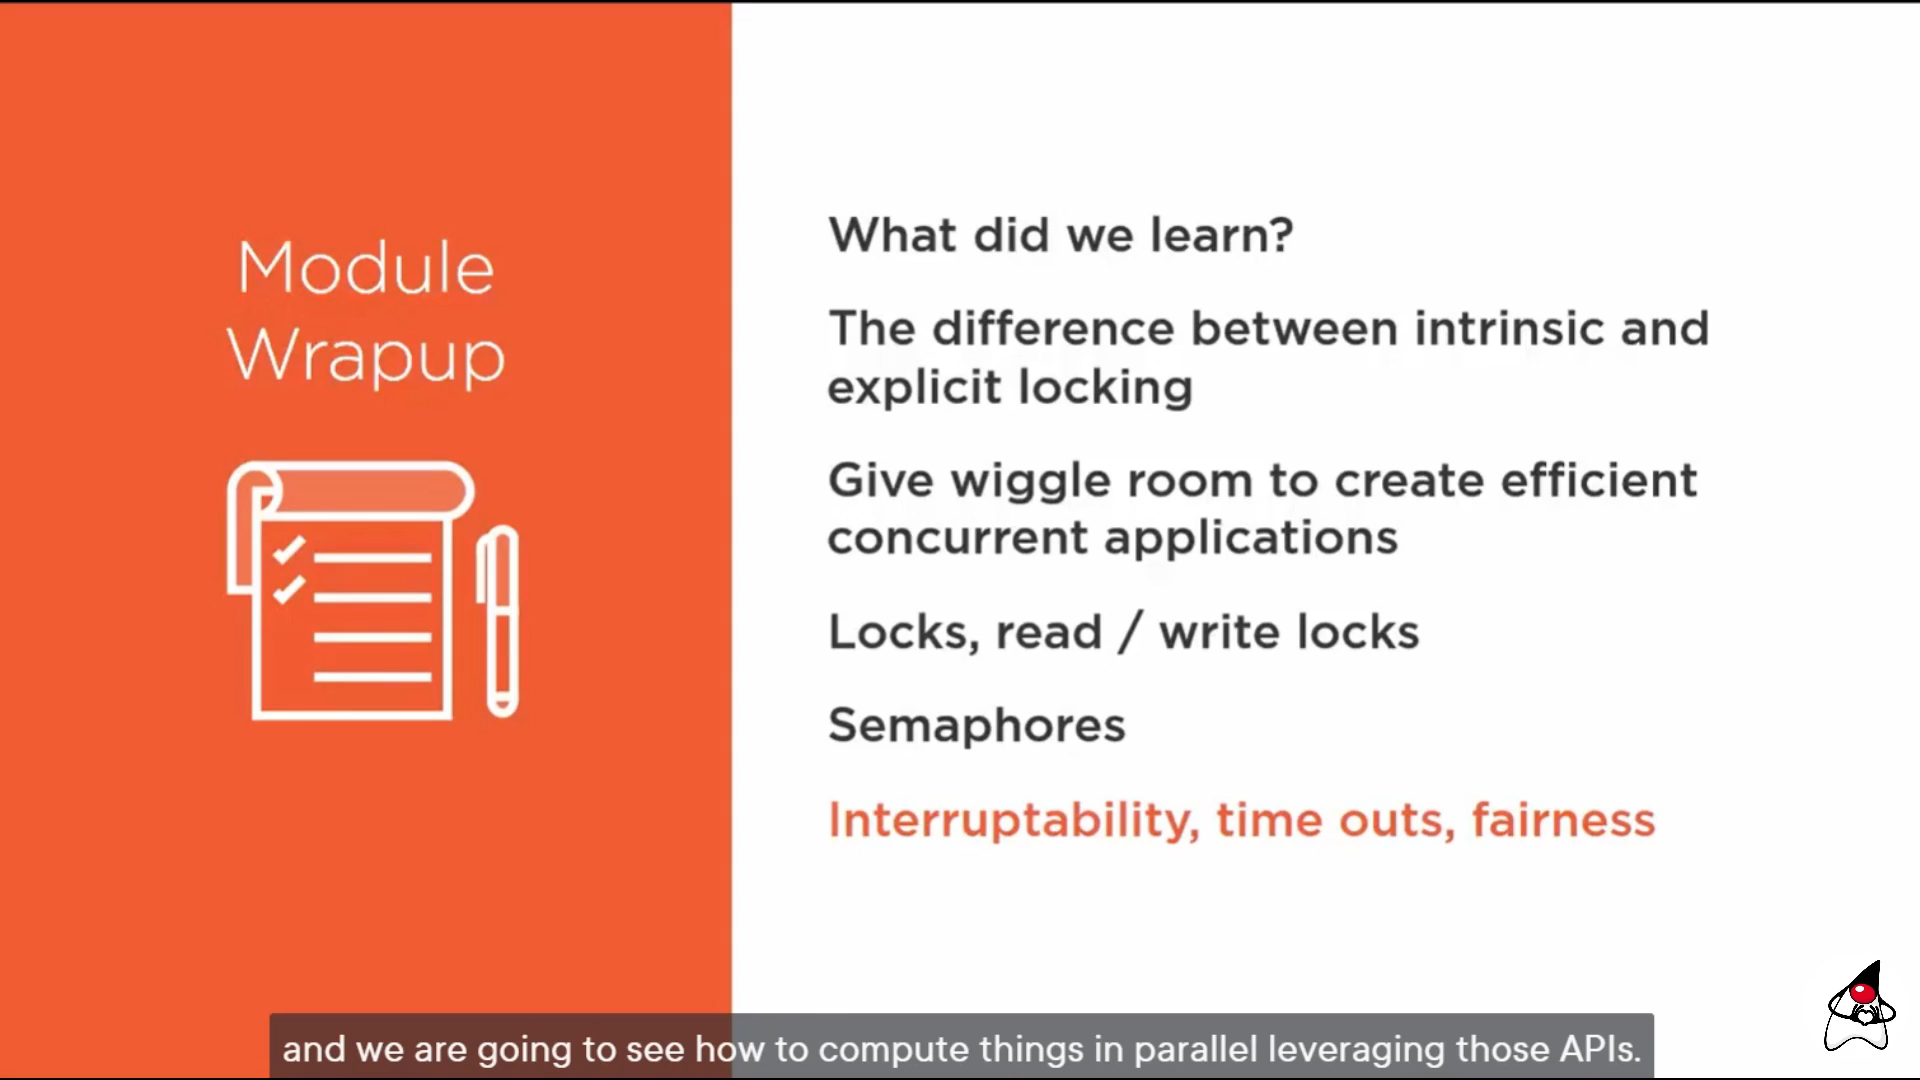 Module
Wrapup
What did we learn?
The difference between intrinsic and
explicit locking
Give wiggle room to create efficient
concurrent applications
Locks, read / write locks
Semaphores
Interruptability, time outs, fairness
and we are going to see how to compute things in parallel leveraging those APIs.